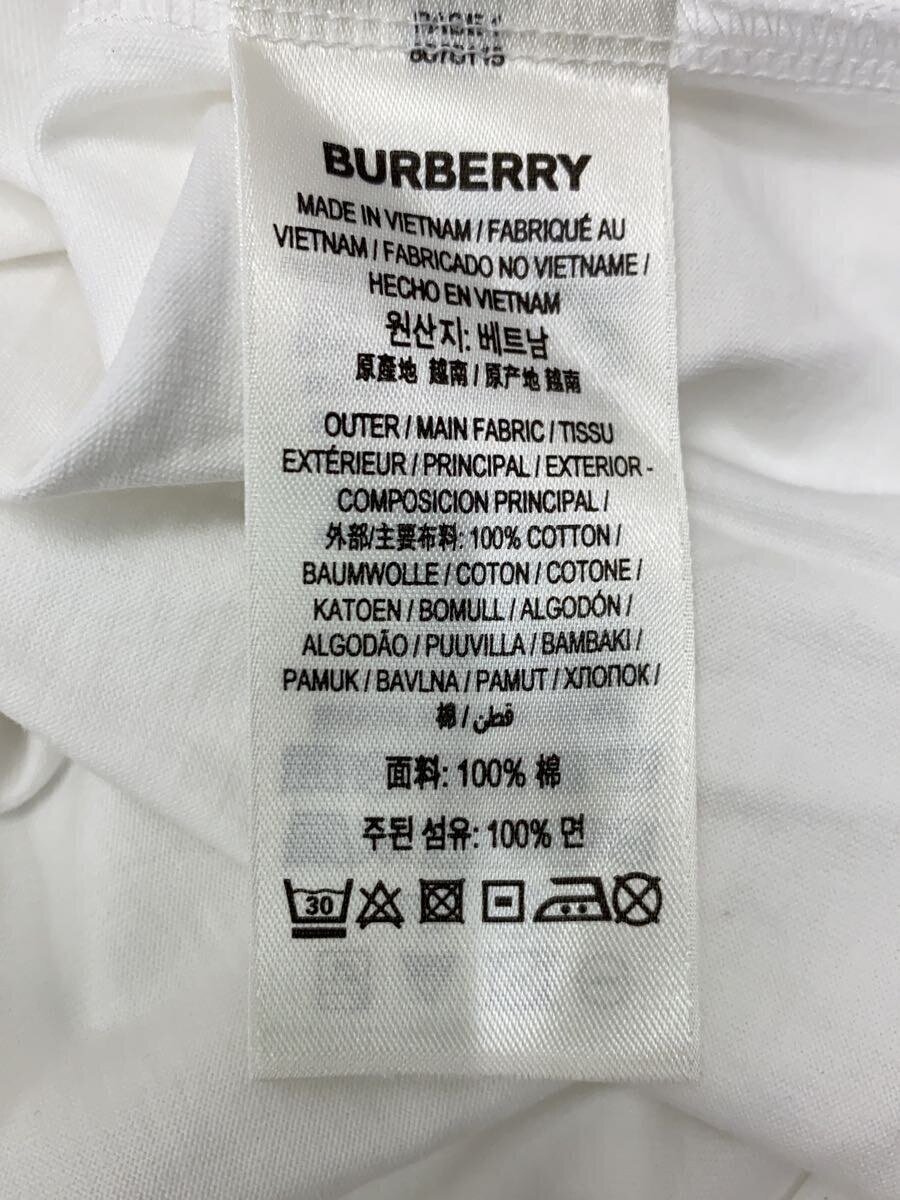 BURBERRY
MADE IN VIETNAM / FABRIQUÉ AU
VIETNAM / FABRICADO NO VIETNAME /
HECHO EN VIETNAM
원산지: 베트남
原產地 越南 / 原产地 越南
OUTER / MAIN FABRIC / TISSU
EXTÉRIEUR / PRINCIPAL / EXTERIOR -
COMPOSICION PRINCIPAL /
外部/主要布料: 100% COTTON /
BAUMWOLLE / COTON / COTONE /
KATOEN / BOMULL / ALGODÓN /
ALGODÃO / PUUVILLA / BAMBAKI /
PAMUK / BAVLNA / PAMUT / ХЛОПОК /
棉 / قطن
面料: 100% 棉
주된 섬유: 100% 면
30